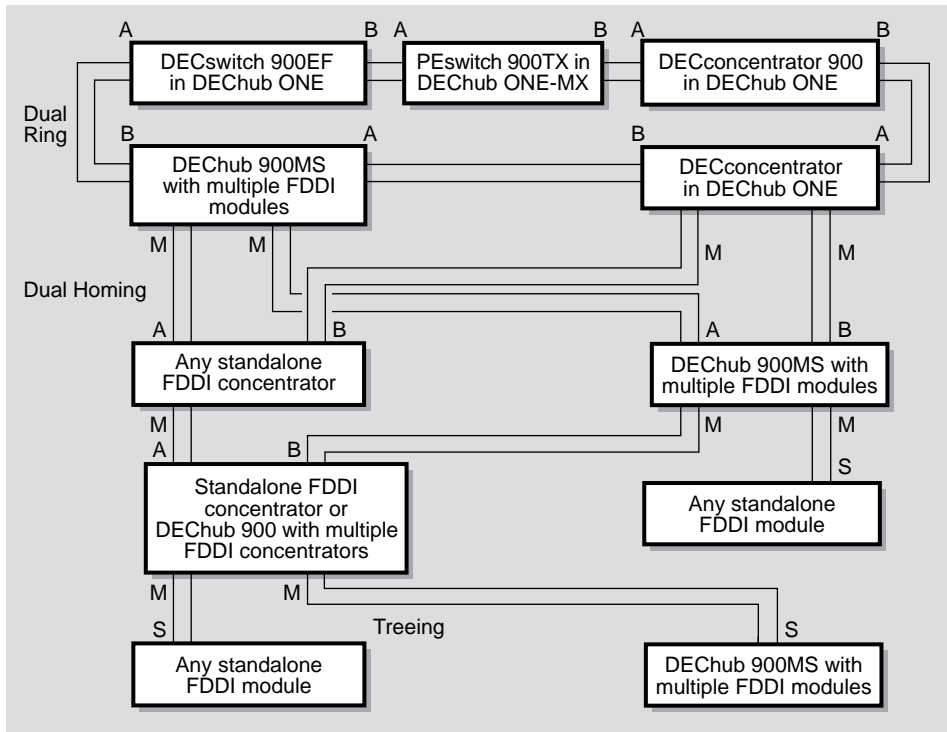 A B A B A B
DECswitch 900EF
in DEChub ONE
PEswitch 900TX in
DEChub ONE-MX
DECconcentrator 900
in DEChub ONE
Dual
Ring
B A B A
DEChub 900MS
with multiple FDDI
modules
DECconcentrator
in DEChub ONE
M M M M
Dual Homing
A B A B
Any standalone
FDDI concentrator
DEChub 900MS with
multiple FDDI modules
M M M
A B S
Standalone FDDI
concentrator or
DEChub 900 with multiple
FDDI concentrators
Any standalone
FDDI module
M M
S Treeing S
Any standalone
FDDI module
DEChub 900MS with
multiple FDDI modules